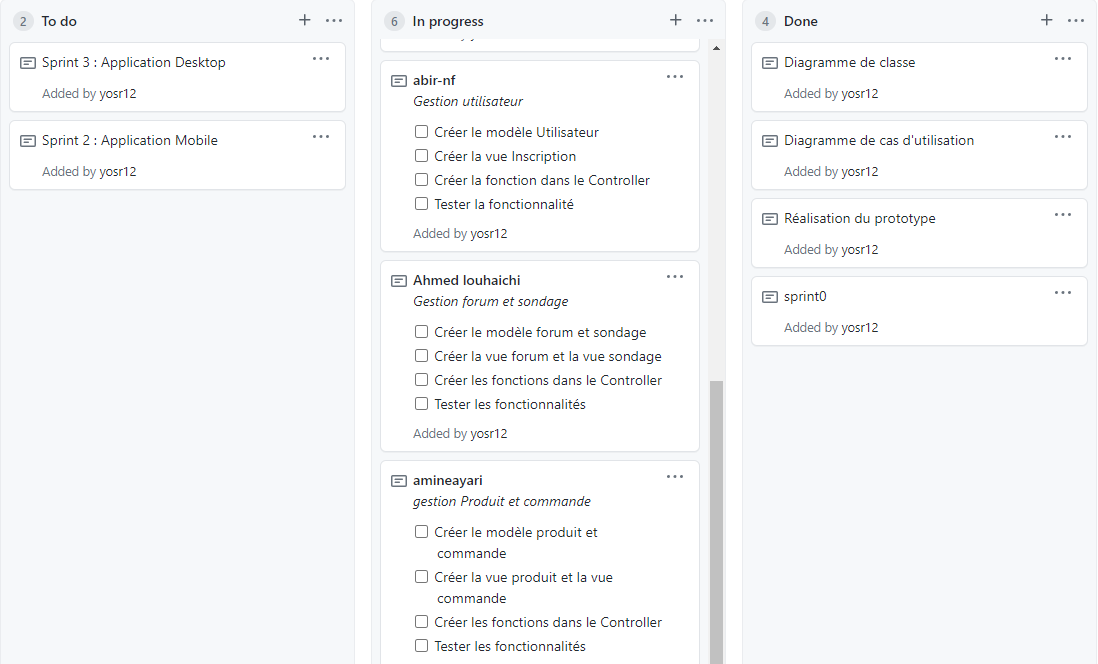 2 To do
Sprint 3 : Application Desktop
Added by yosr12
Sprint 2 : Application Mobile
Added by yosr12
6 In progress
abir-nf
Gestion utilisateur
Créer le modèle Utilisateur
Créer la vue Inscription
Créer la fonction dans le Controller
Tester la fonctionnalité
Added by yosr12
Ahmed louhaichi
Gestion forum et sondage
Créer le modèle forum et sondage
Créer la vue forum et la vue sondage
Créer les fonctions dans le Controller
Tester les fonctionnalités
Added by yosr12
amineayari
gestion Produit et commande
Créer le modèle produit et
commande
Créer la vue produit et la vue
commande
Créer les fonctions dans le Controller
Tester les fonctionnalités
4 Done
Diagramme de classe
Added by yosr12
Diagramme de cas d'utilisation
Added by yosr12
Réalisation du prototype
Added by yosr12
sprint0
Added by yosr12